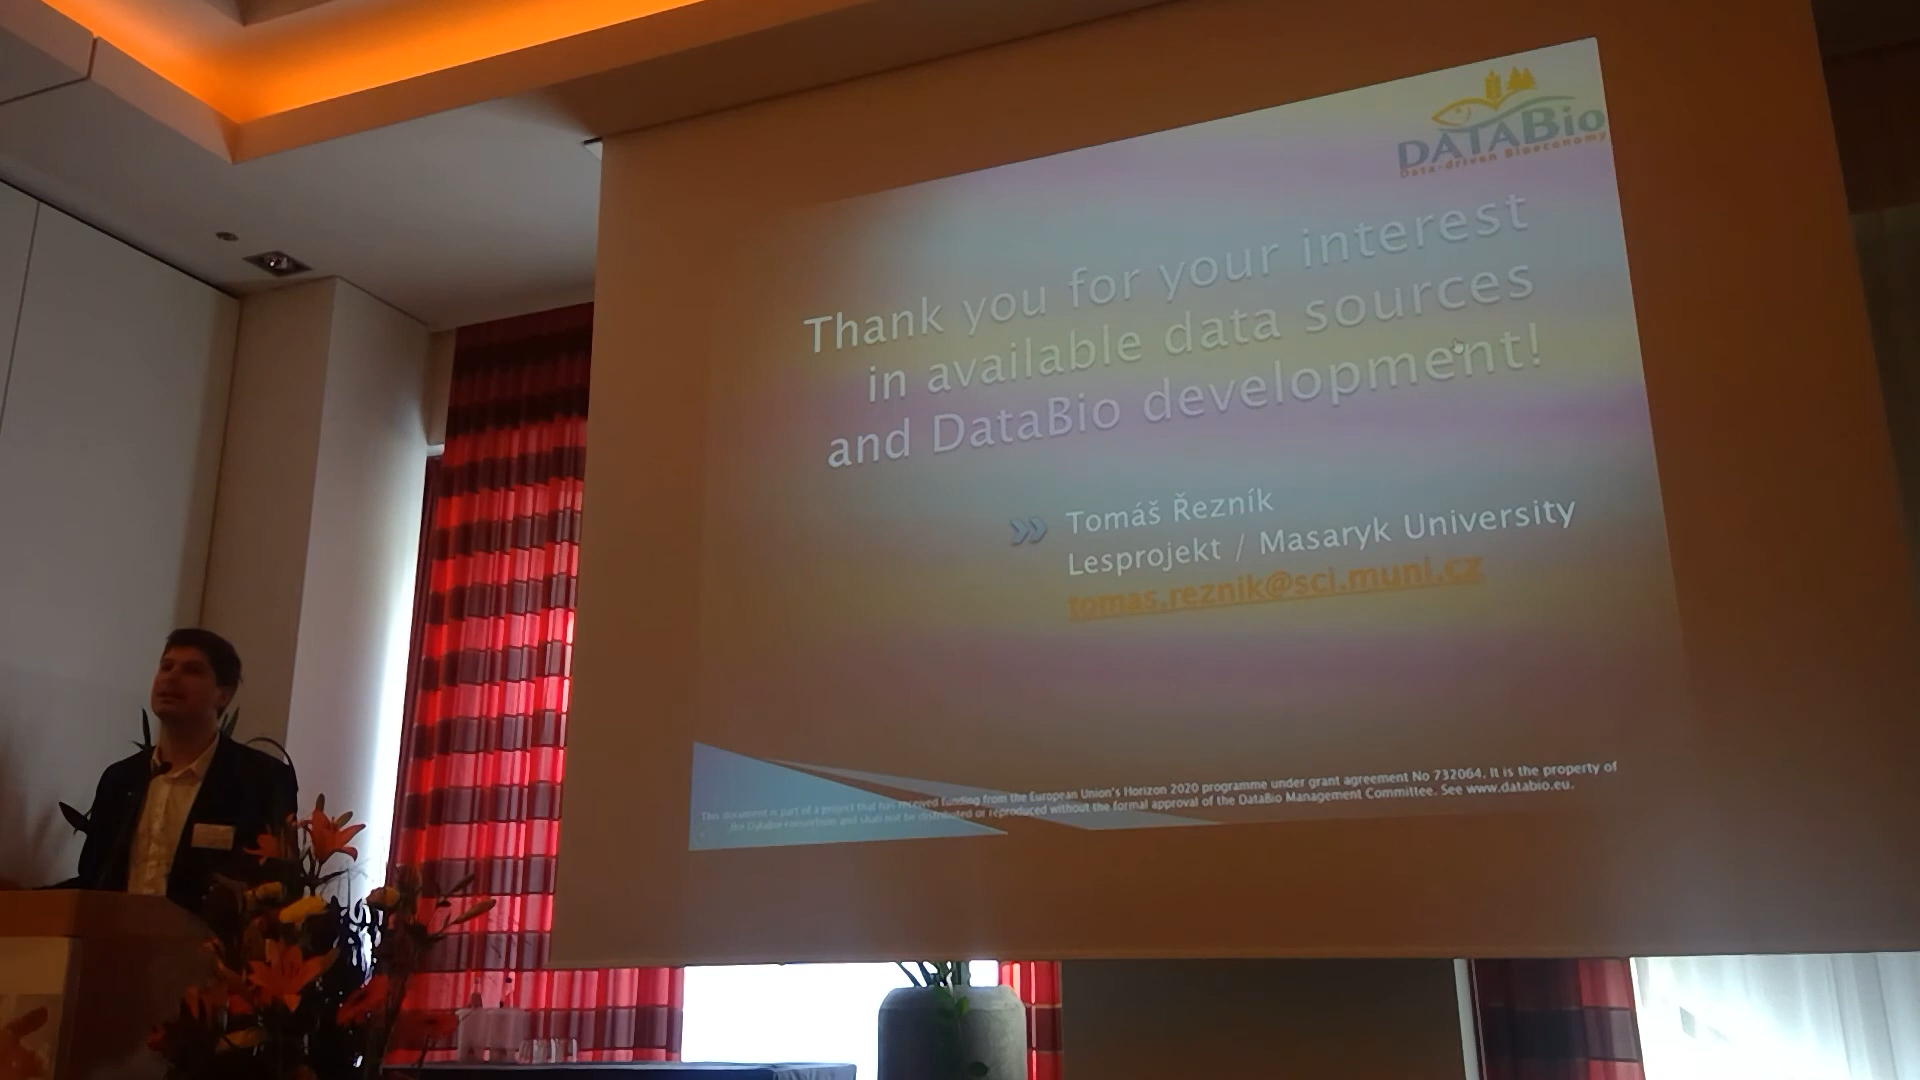 DATABio
Data-driven Bioeconomy
Thank you for your interest
in available data sources
and DataBio development!
Tomáš Řezník
Lesprojekt / Masaryk University
tomas.reznik@sci.muni.cz
This document is part of a project that has received funding from the European Union's Horizon 2020 programme under grant agreement No 732064. It is the property of
the DataBio consortium and shall not be distributed or reproduced without the formal approval of the DataBio Management Committee. See www.databio.eu.